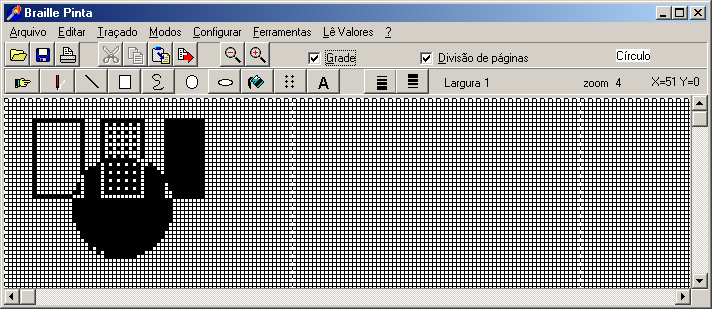 Braille Pinta
Arquivo Editar Traçado Modos Configurar Ferramentas Lê Valores ?
Grade Divisão de páginas Círculo
A Largura 1 zoom 4 X=51 Y=0